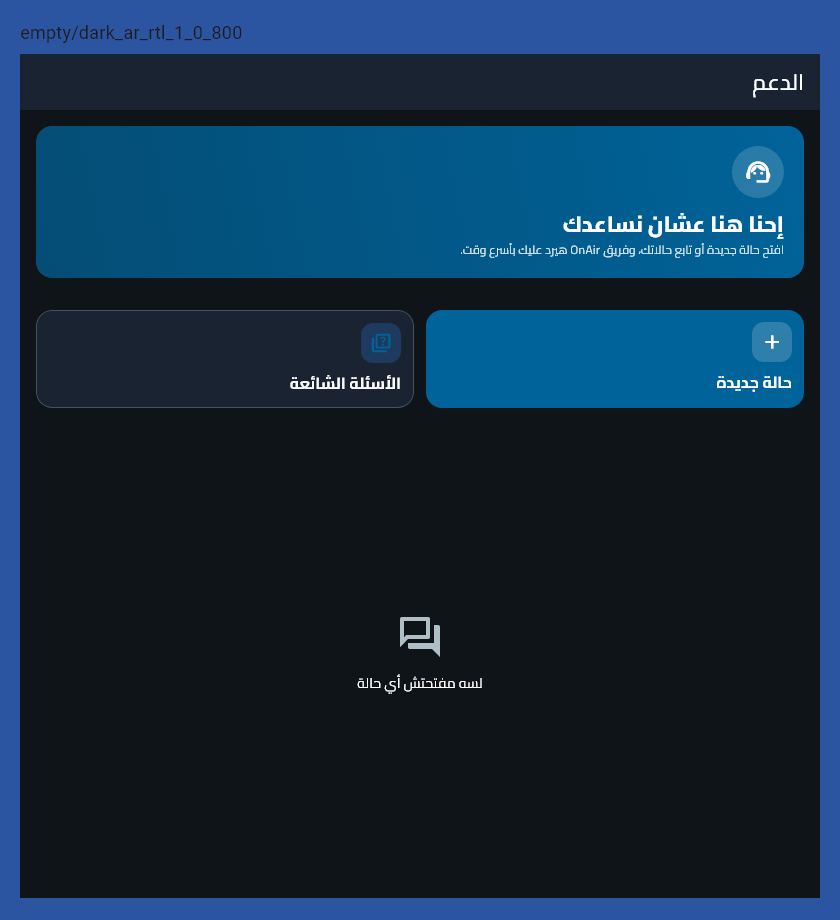 empty/dark_ar_rtl_1_0_800
الدعم
إحنا هنا عشان نساعدك
افتح حالة جديدة أو تابع حالاتك، وفريق OnAir هيرد عليك بأسرع وقت.
حالة جديدة
الأسئلة الشائعة
لسه مفتحتش أي حالة